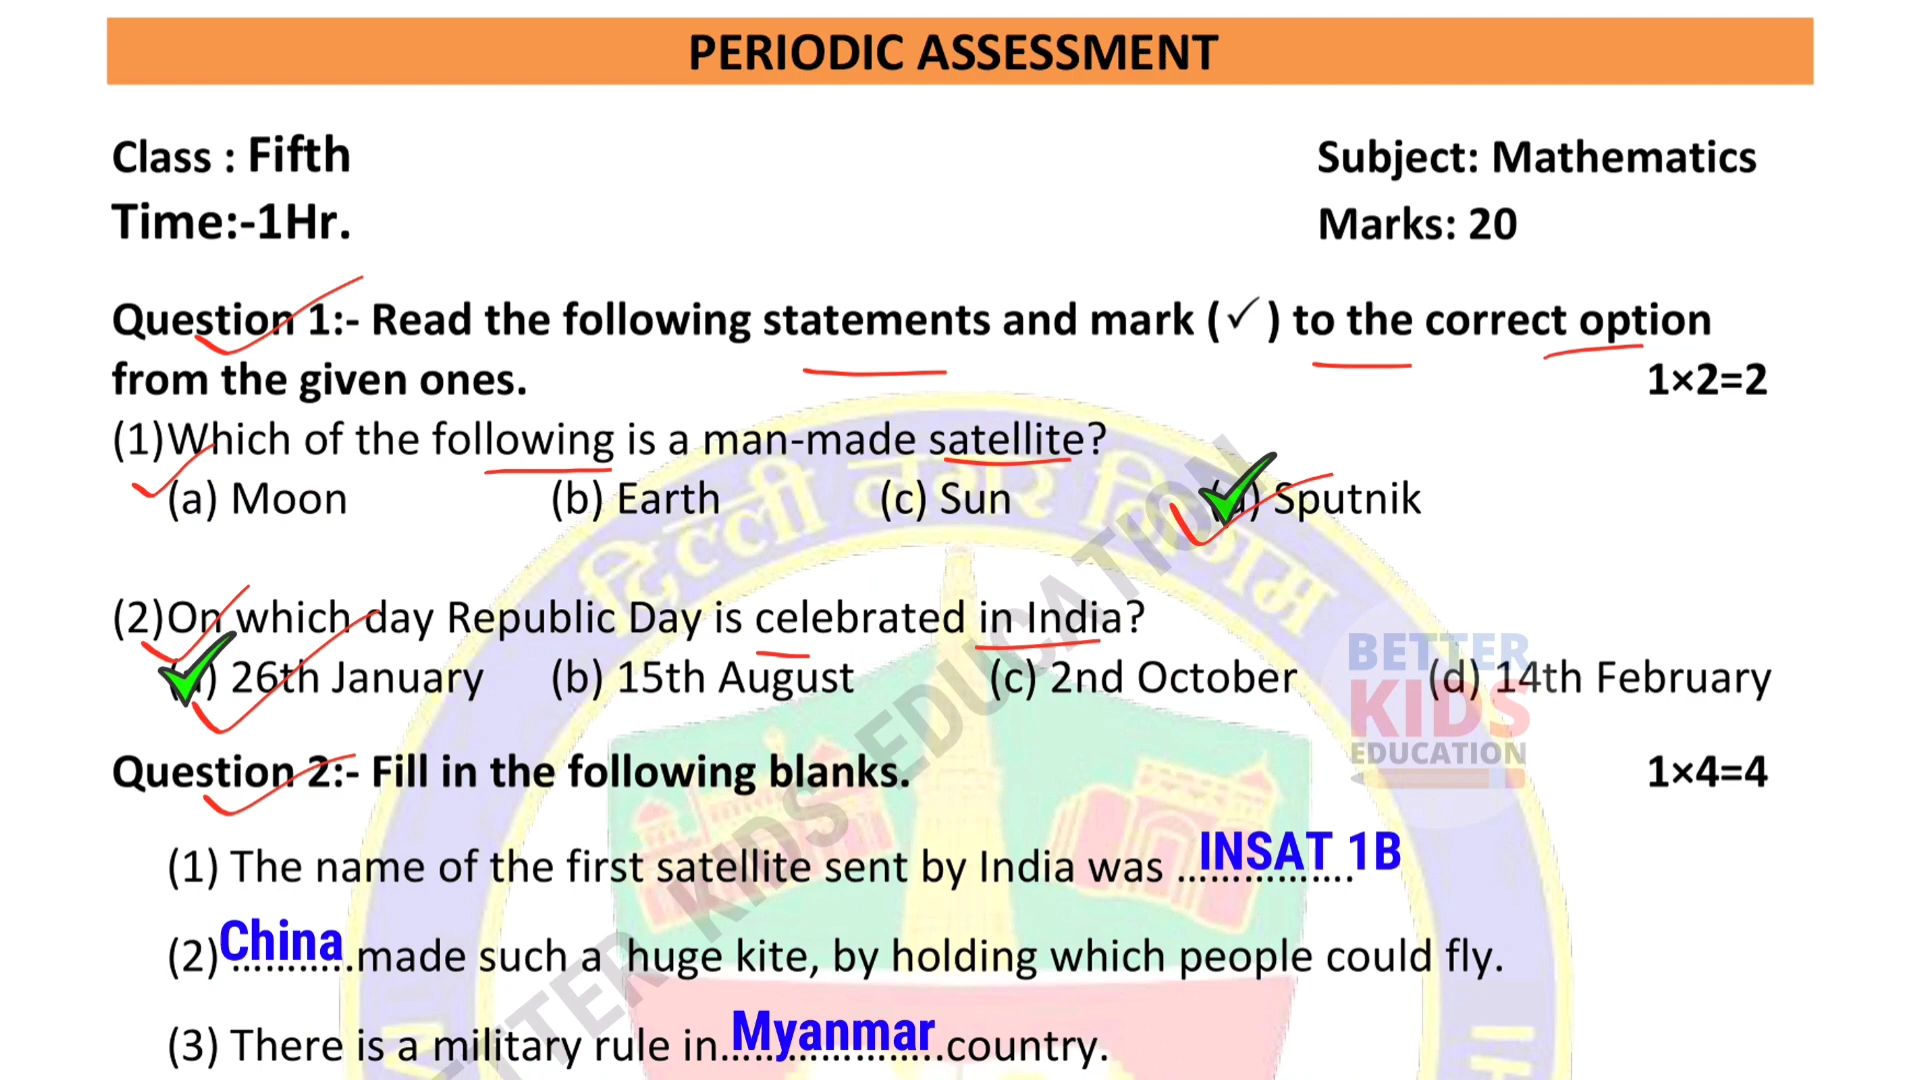 PERIODIC ASSESSMENT
Class : Fifth
Subject: Mathematics
Time:-1Hr.
Marks: 20
Question 1:- Read the following statements and mark (✓) to the correct option
from the given ones. 1×2=2
(1)Which of the following is a man-made satellite?
(a) Moon (b) Earth (c) Sun (d) Sputnik
(2)On which day Republic Day is celebrated in India?
(a) 26th January (b) 15th August (c) 2nd October (d) 14th February
BETTER
KIDS
EDUCATION
Question 2:- Fill in the following blanks. 1×4=4
(1) The name of the first satellite sent by India was ................ INSAT 1B
(2) China ...........made such a huge kite, by holding which people could fly.
(3) There is a military rule in Myanmar ....................country.
दिल्ली नगर निगम
BETTER KIDS EDUCATION